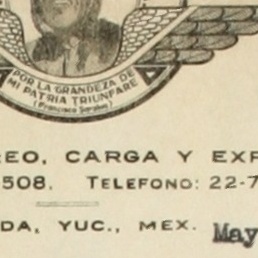 POR LA GRANDEZA DE
MI PATRIA TRIUNFARE
(Francisco Sarabia)
REO, CARGA Y EXP
508. TELEFONO: 22-7
DA, YUC., MEX. May